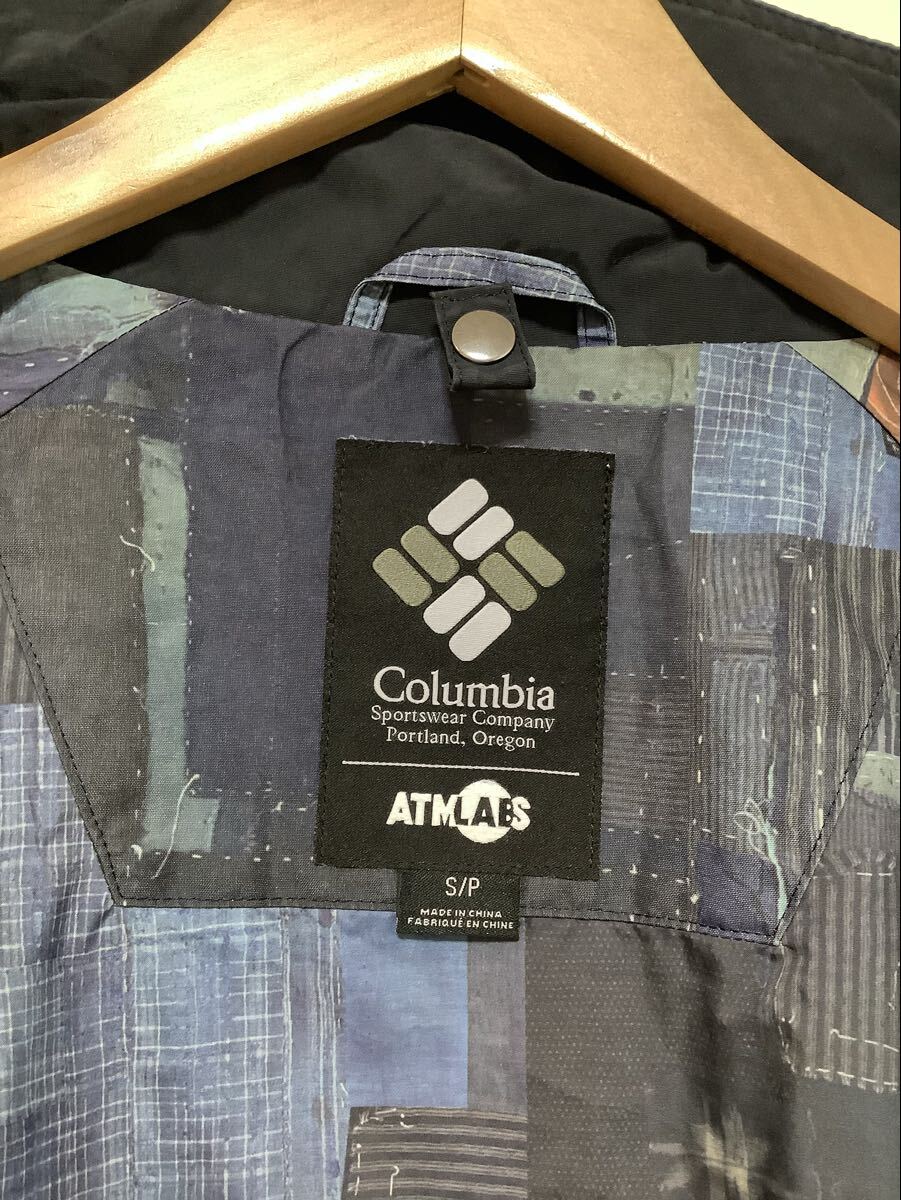 Columbia
Sportswear Company
Portland, Oregon
ATMLABS
S/P
MADE IN CHINA
FABRIQUÉ EN CHINE